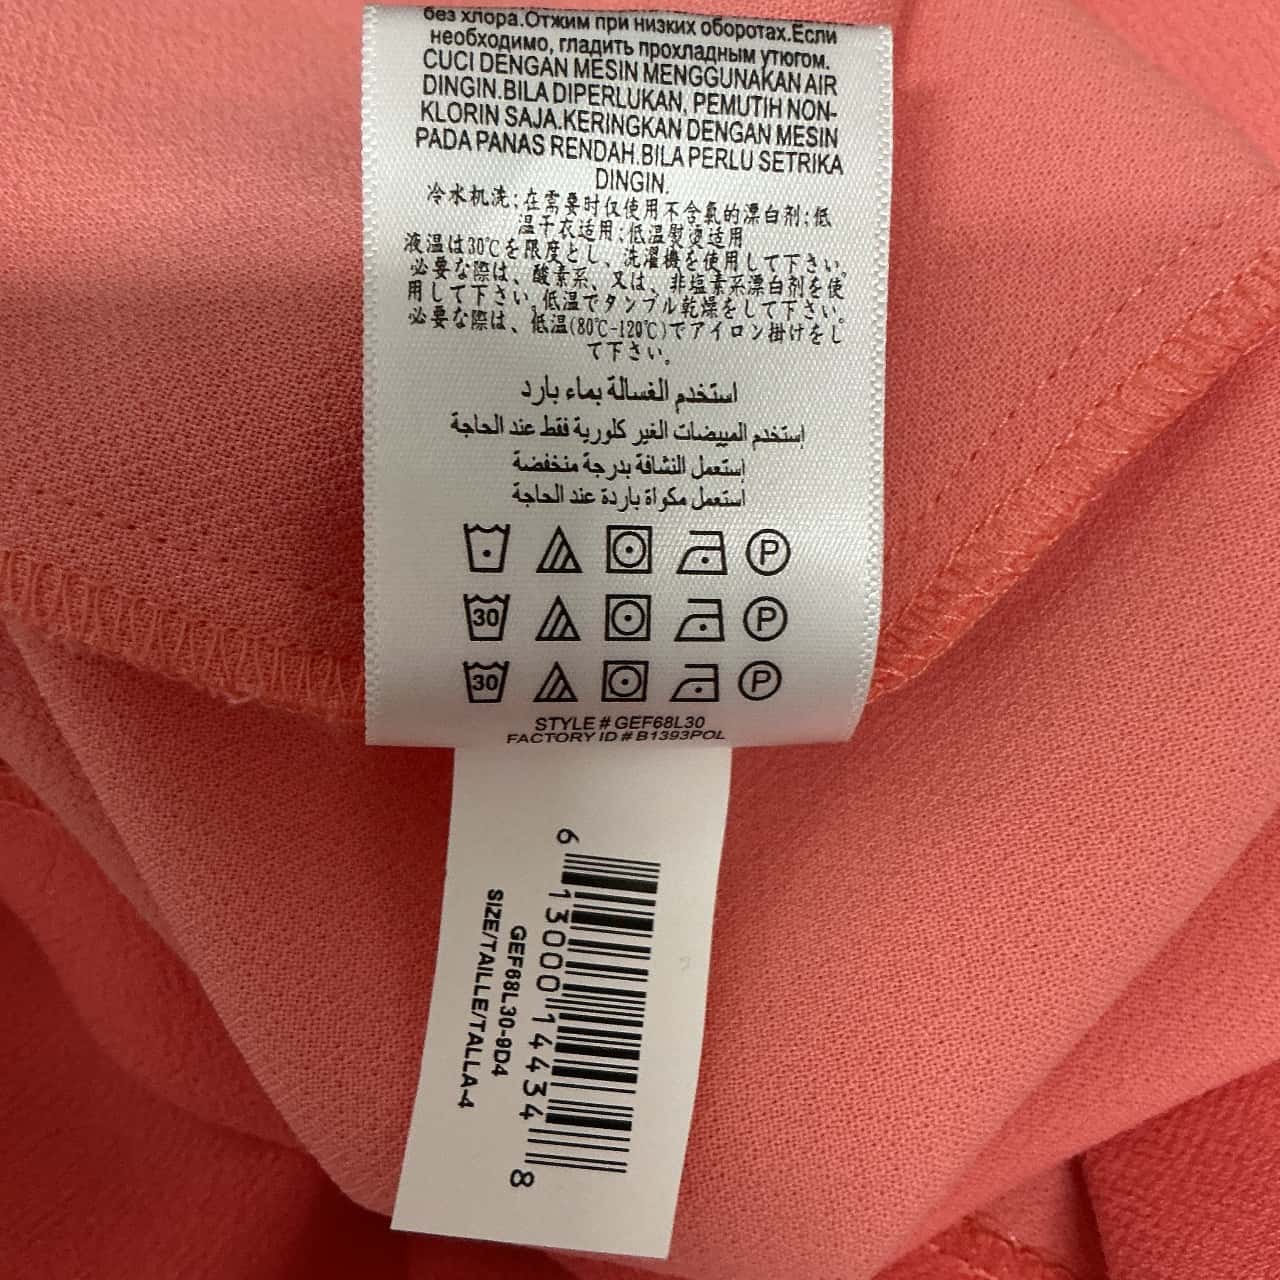 без хлора.Отжим при низких оборотах.Если
необходимо, гладить прохладным утюгом.
CUCI DENGAN MESIN MENGGUNAKAN AIR
DINGIN.BILA DIPERLUKAN, PEMUTIH NON-
KLORIN SAJA.KERINGKAN DENGAN MESIN
PADA PANAS RENDAH.BILA PERLU SETRIKA
DINGIN.
冷水机洗;在需要时仅使用不含氧的漂白剂;低
温干衣适用;低温熨烫适用
液温は30℃を限度とし、洗濯機を使用して下さい。
必要な際は、酸素系、又は、非塩素系漂白剤を使
用して下さい。低温でタンブル乾燥をして下さい。
必要な際は、低温(80℃-120℃)でアイロン掛けをし
て下さい。
استخدم الغسالة بماء بارد
إستخدم المبيضات الغير كلورية فقط عند الحاجة
إستعمل النشافة بدرجة منخفضة
استعمل مكواة باردة عند الحاجة
P
30 P
30 P
STYLE # GEF68L30
FACTORY ID # B1393POL
6 13000 14434 8
GEF68L30-9D4
SIZE/TAILLE/TALLA-4